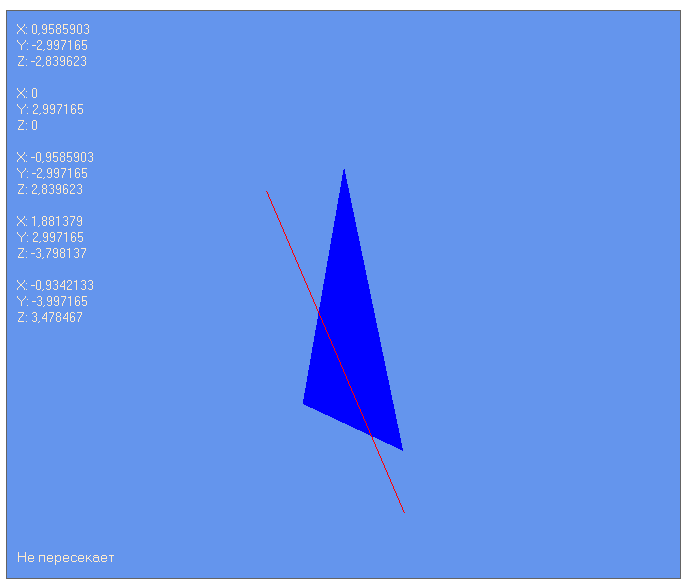 X: 0,9585903
Y: -2,997165
Z: -2,839623
X: 0
Y: 2,997165
Z: 0
X: -0,9585903
Y: -2,997165
Z: 2,839623
X: 1,881379
Y: 2,997165
Z: -3,798137
X: -0,9342133
Y: -3,997165
Z: 3,478467
Не пересекает